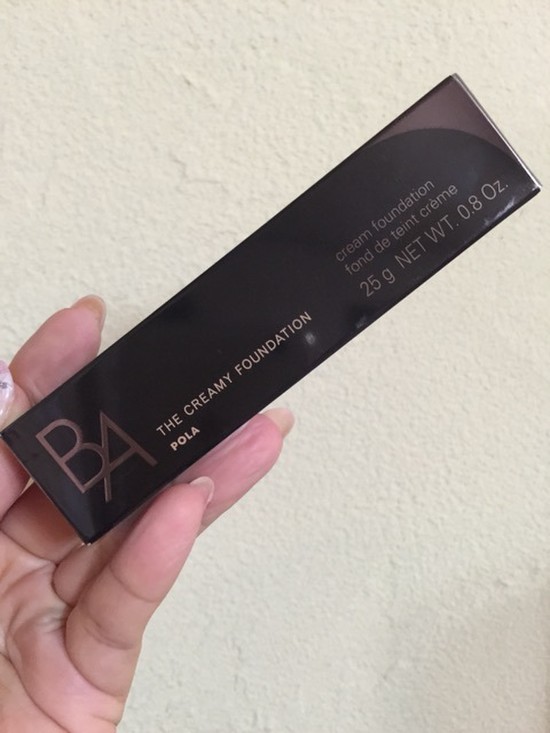 BA
THE CREAMY FOUNDATION
POLA
cream foundation
fond de teint crème
25 g NET WT. 0.8 Oz.